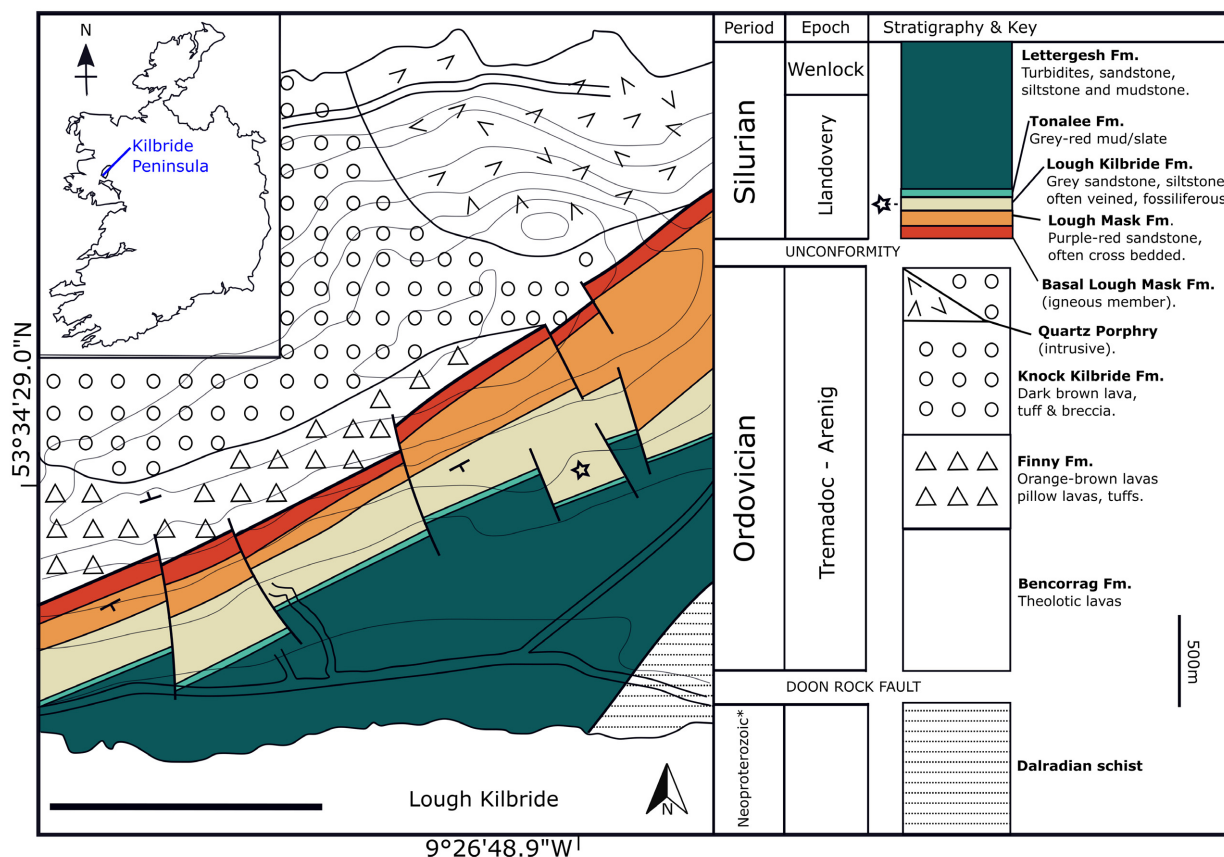 N
Kilbride
Peninsula
53°34'29.0"N
Lough Kilbride
N
9°26'48.9"W
Period
Epoch
Stratigraphy & Key
Silurian
Wenlock
Llandovery
Lettergesh Fm.
Turbidites, sandstone,
siltstone and mudstone.
Tonalee Fm.
Grey-red mud/slate
Lough Kilbride Fm.
Grey sandstone, siltstone
often veined, fossiliferous
Lough Mask Fm.
Purple-red sandstone,
often cross bedded.
UNCONFORMITY
Basal Lough Mask Fm.
(igneous member).
Ordovician
Tremadoc - Arenig
Quartz Porphry
(intrusive).
Knock Kilbride Fm.
Dark brown lava,
tuff & breccia.
Finny Fm.
Orange-brown lavas
pillow lavas, tuffs.
Bencorrag Fm.
Theolotic lavas
500m
DOON ROCK FAULT
Neoproterozoic*
Dalradian schist